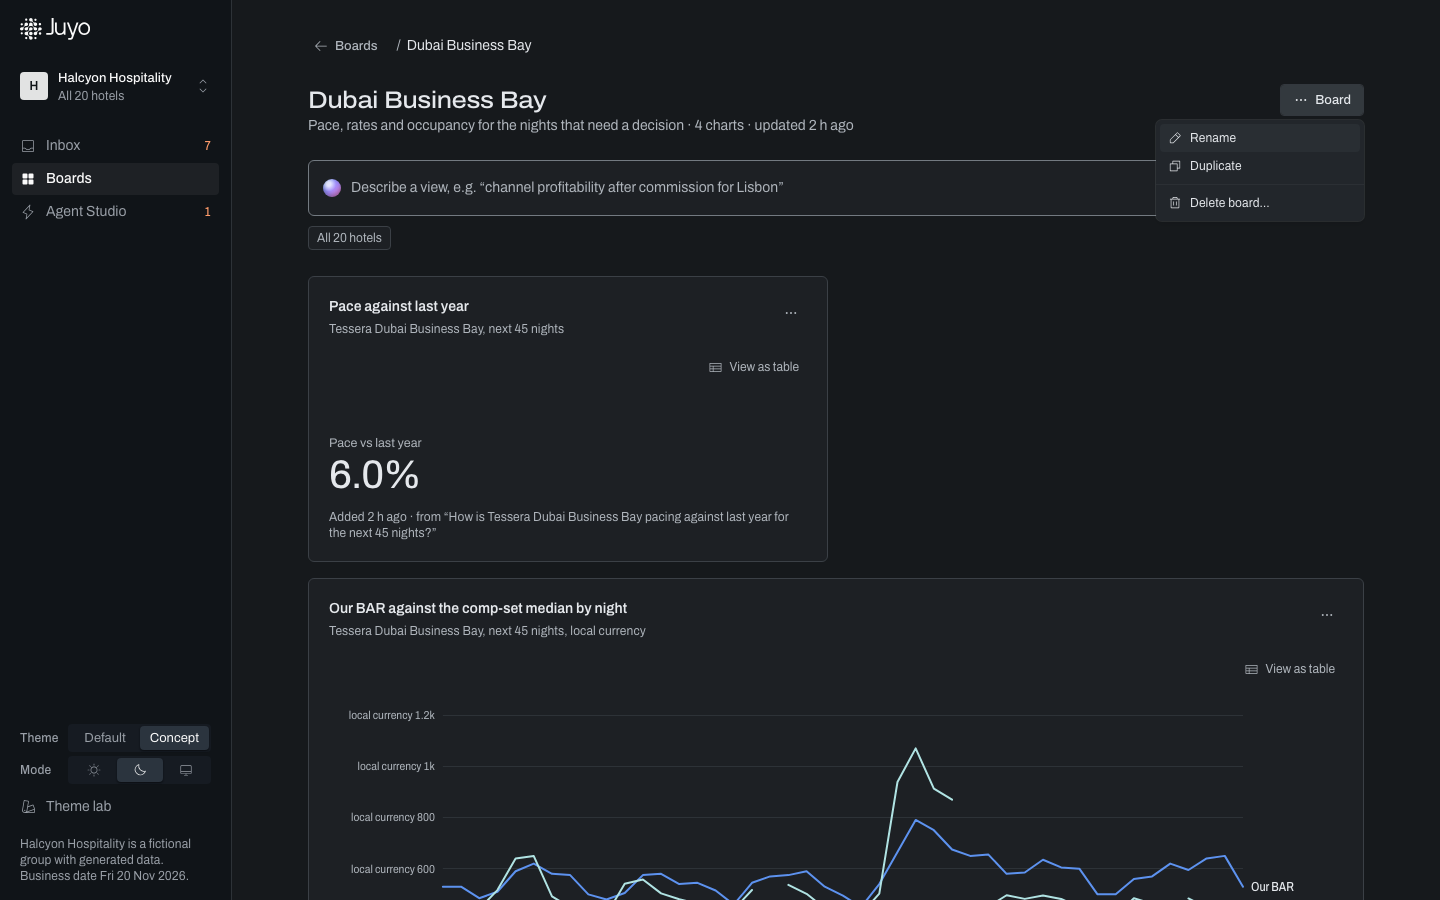 Juyo
H
Halcyon Hospitality
All 20 hotels
Inbox
7
Boards
Agent Studio
1
Theme
Default
Concept
Mode
Theme lab
Halcyon Hospitality is a fictional
group with generated data.
Business date Fri 20 Nov 2026.
Boards
/ Dubai Business Bay
Dubai Business Bay
Pace, rates and occupancy for the nights that need a decision · 4 charts · updated 2 h ago
Board
Rename
Duplicate
Delete board...
Describe a view, e.g. “channel profitability after commission for Lisbon”
All 20 hotels
Pace against last year
Tessera Dubai Business Bay, next 45 nights
View as table
Pace vs last year
6.0%
Added 2 h ago · from “How is Tessera Dubai Business Bay pacing against last year for
the next 45 nights?”
Our BAR against the comp-set median by night
Tessera Dubai Business Bay, next 45 nights, local currency
View as table
local currency 1.2k
local currency 1k
local currency 800
local currency 600
Our BAR